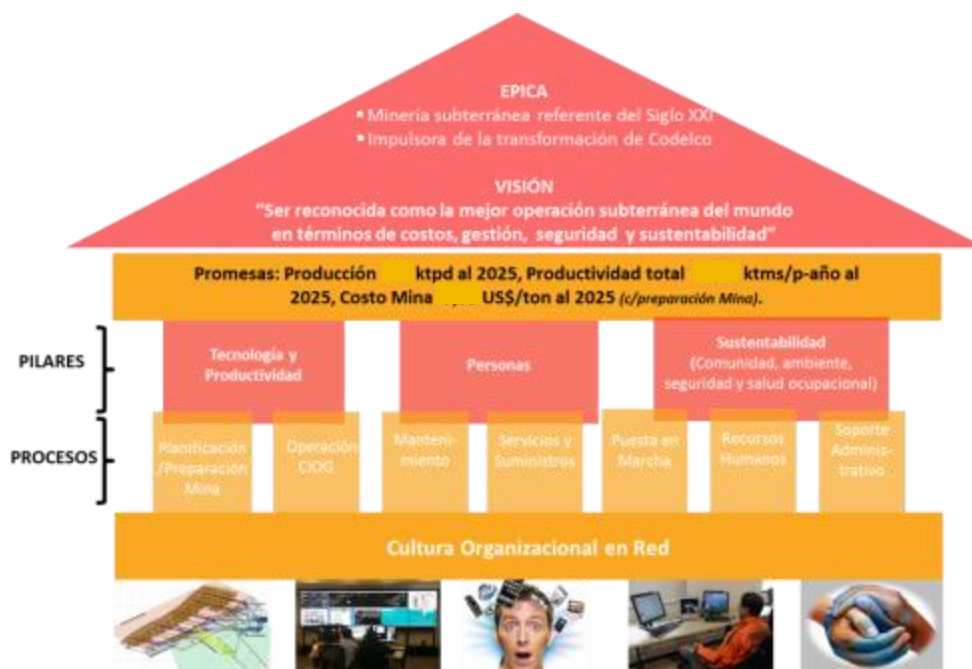 EPICA
▪ Minería subterránea referente del Siglo XXI
▪ Impulsora de la transformación de Codelco
VISIÓN
“Ser reconocida como la mejor operación subterránea del mundo
en términos de costos, gestión, seguridad y sustentabilidad”
Promesas: Producción ktpd al 2025, Productividad total ktms/p-año al
2025, Costo Mina US$/ton al 2025 (c/preparación Mina).
PILARES
Tecnología y
Productividad
Personas
Sustentabilidad
(Comunidad, ambiente,
seguridad y salud ocupacional)
PROCESOS
Planificación
/Preparación
Mina
Operación
CIOG
Manteni-
miento
Servicios y
Suministros
Puesta en
Marcha
Recursos
Humanos
Soporte
Adminis-
trativo
Cultura Organizacional en Red